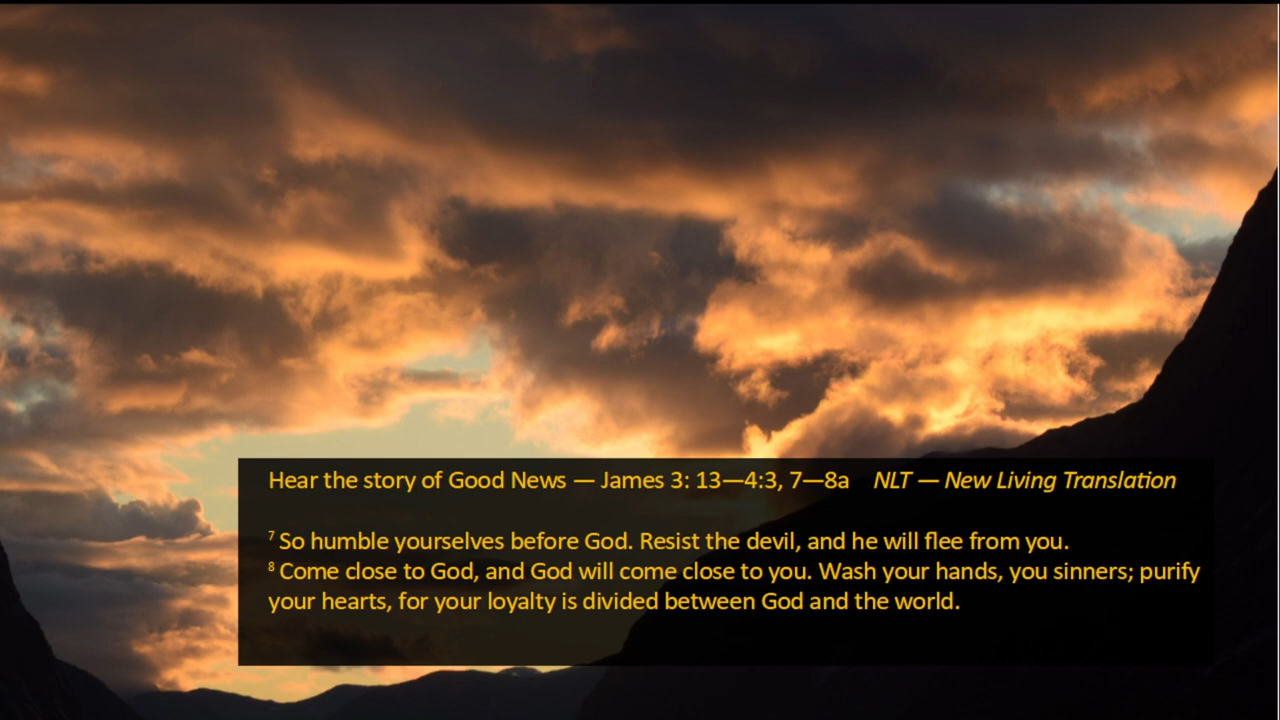 Hear the story of Good News — James 3: 13—4:3, 7—8a NLT — New Living Translation
⁷ So humble yourselves before God. Resist the devil, and he will flee from you.
⁸ Come close to God, and God will come close to you. Wash your hands, you sinners; purify
your hearts, for your loyalty is divided between God and the world.